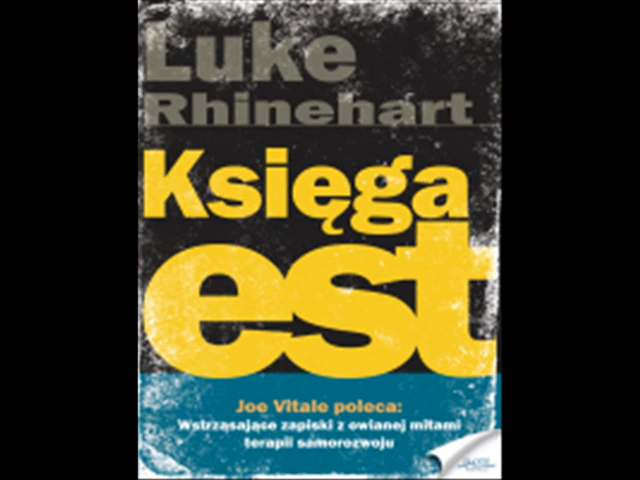 Luke
Rhinehart
Księga
est
Joe Vitale poleca:
Wstrząsające zapiski z owianej mitami
terapii samorozwoju